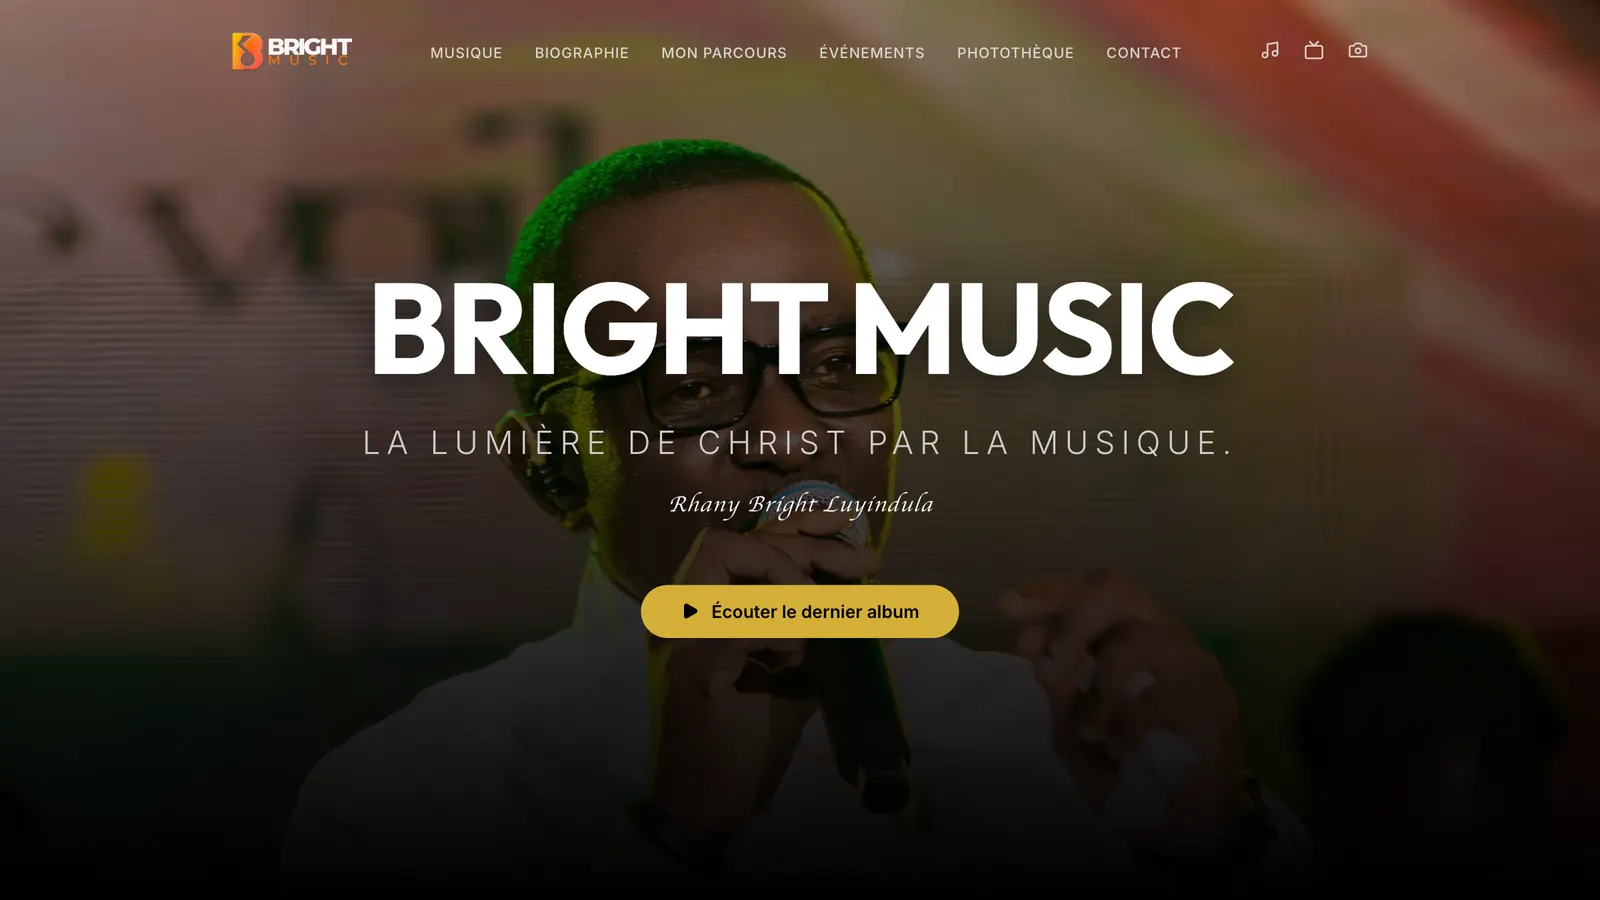 BRIGHT
MUSIC
MUSIQUE
BIOGRAPHIE
MON PARCOURS
ÉVÉNEMENTS
PHOTOTHÈQUE
CONTACT
BRIGHT MUSIC
LA LUMIÈRE DE CHRIST PAR LA MUSIQUE.
Rhany Bright Luyindula
Écouter le dernier album